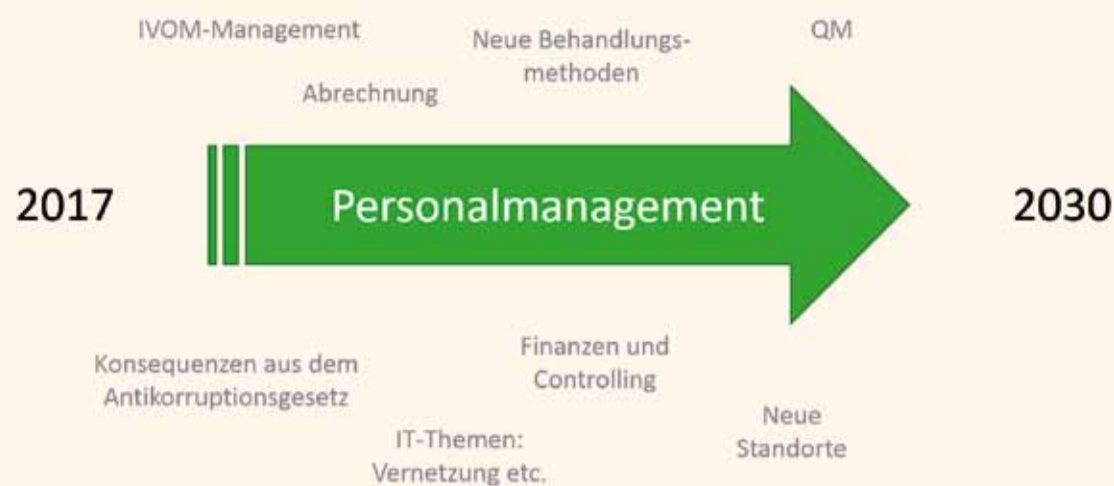 IVOM-Management
Neue Behandlungs-
methoden
QM
Abrechnung
2017
Personalmanagement
2030
Konsequenzen aus dem
Antikorruptionsgesetz
Finanzen und
Controlling
IT-Themen:
Vernetzung etc.
Neue
Standorte